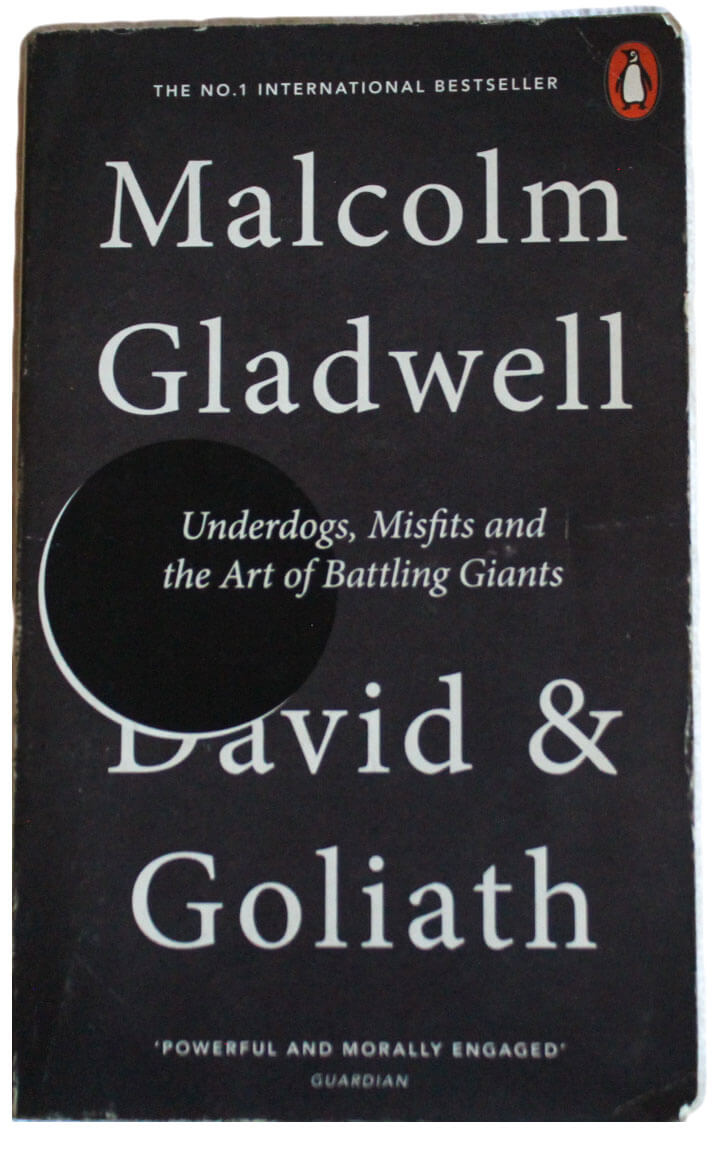 THE NO.1 INTERNATIONAL BESTSELLER
Malcolm
Gladwell
Underdogs, Misfits and
the Art of Battling Giants
David &
Goliath
'POWERFUL AND MORALLY ENGAGED'
GUARDIAN